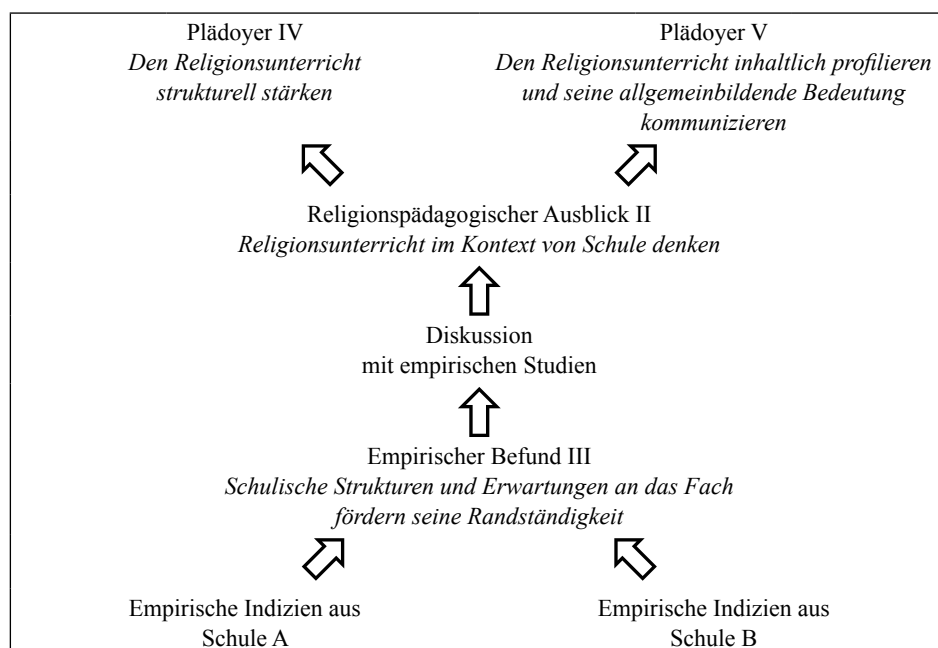 Plädoyer IV
Den Religionsunterricht
strukturell stärken
Plädoyer V
Den Religionsunterricht inhaltlich profilieren
und seine allgemeinbildende Bedeutung
kommunizieren
Religionspädagogischer Ausblick II
Religionsunterricht im Kontext von Schule denken
Diskussion
mit empirischen Studien
Empirischer Befund III
Schulische Strukturen und Erwartungen an das Fach
fördern seine Randständigkeit
Empirische Indizien aus
Schule A
Empirische Indizien aus
Schule B